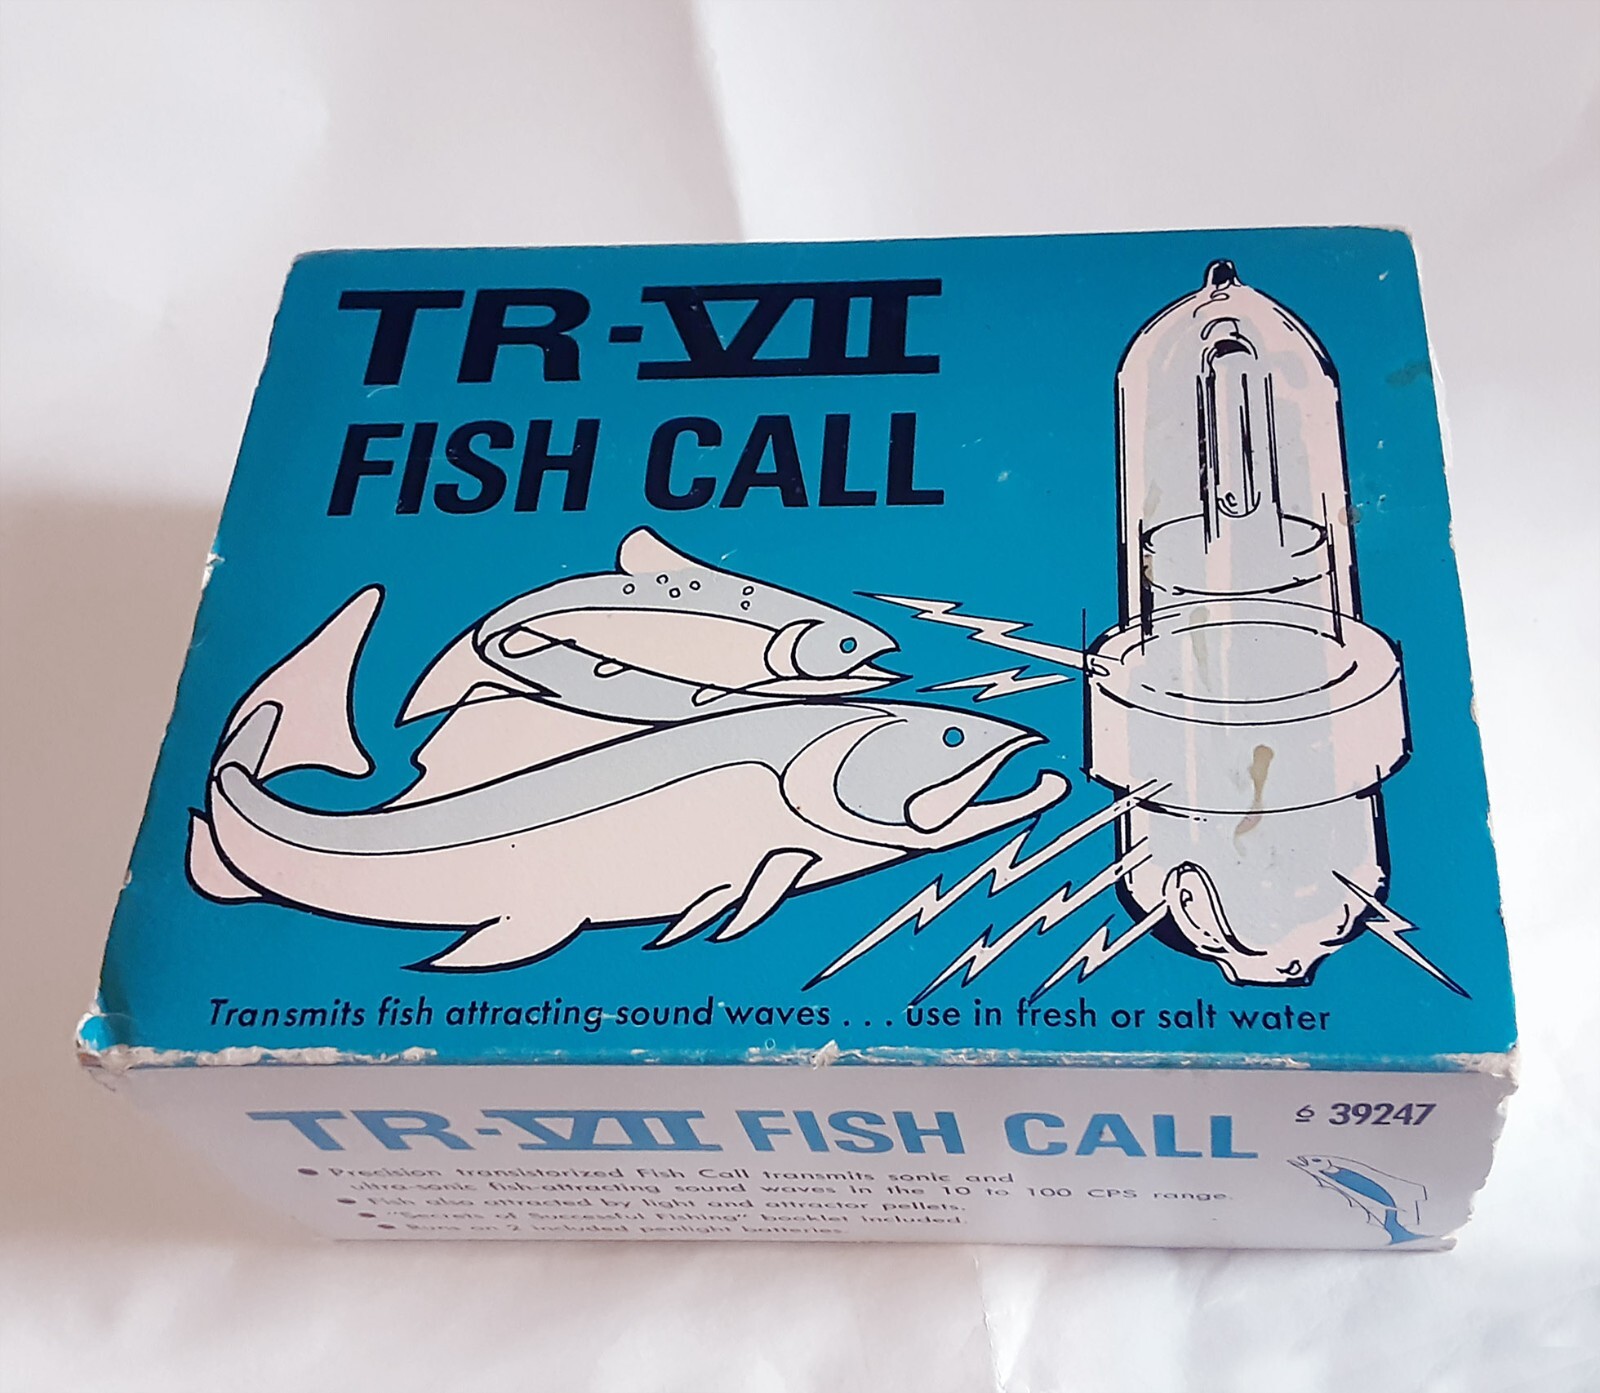 TR-VII
FISH CALL
Transmits fish attracting sound waves . . . use in fresh or salt water
TR-VII FISH CALL
6 39247
• Precision transistorized Fish Call transmits sonic and
ultra-sonic fish-attracting sound waves in the 10 to 100 CPS range.
• Fish also attracted by light and attractor pellets.
• "Secrets of Successful Fishing" booklet included.
• Runs on 2 included penlight batteries.